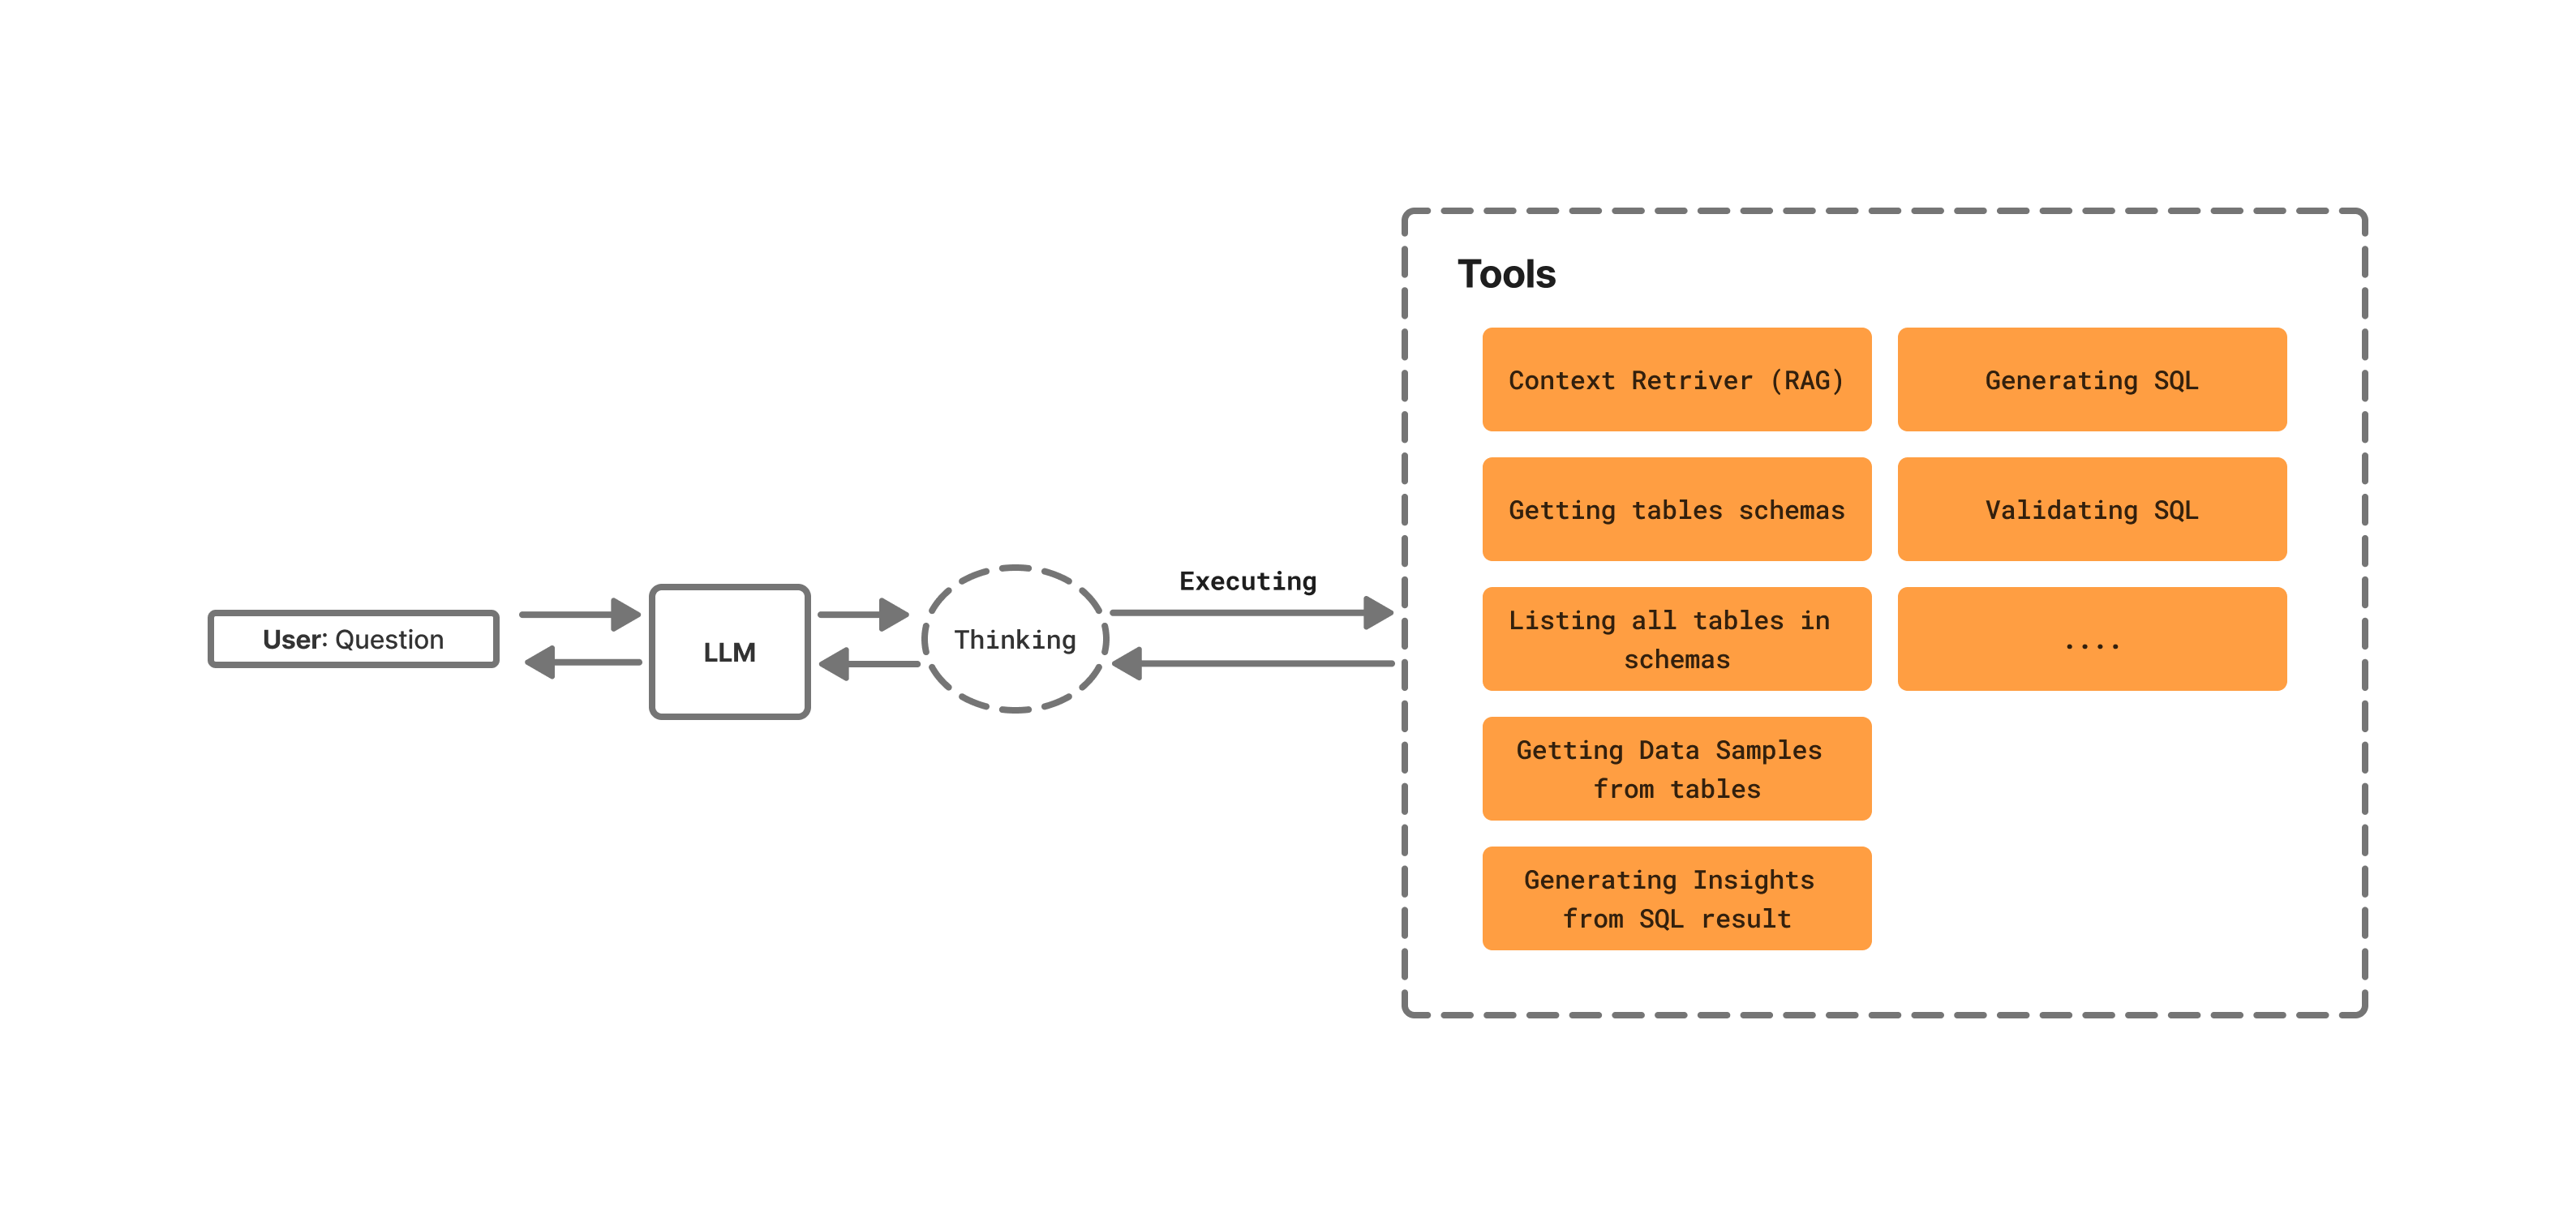 Tools
Context Retriver (RAG)
Generating SQL
Getting tables schemas
Validating SQL
Executing
User: Question
LLM
Thinking
Listing all tables in
schemas
....
Getting Data Samples
from tables
Generating Insights
from SQL result